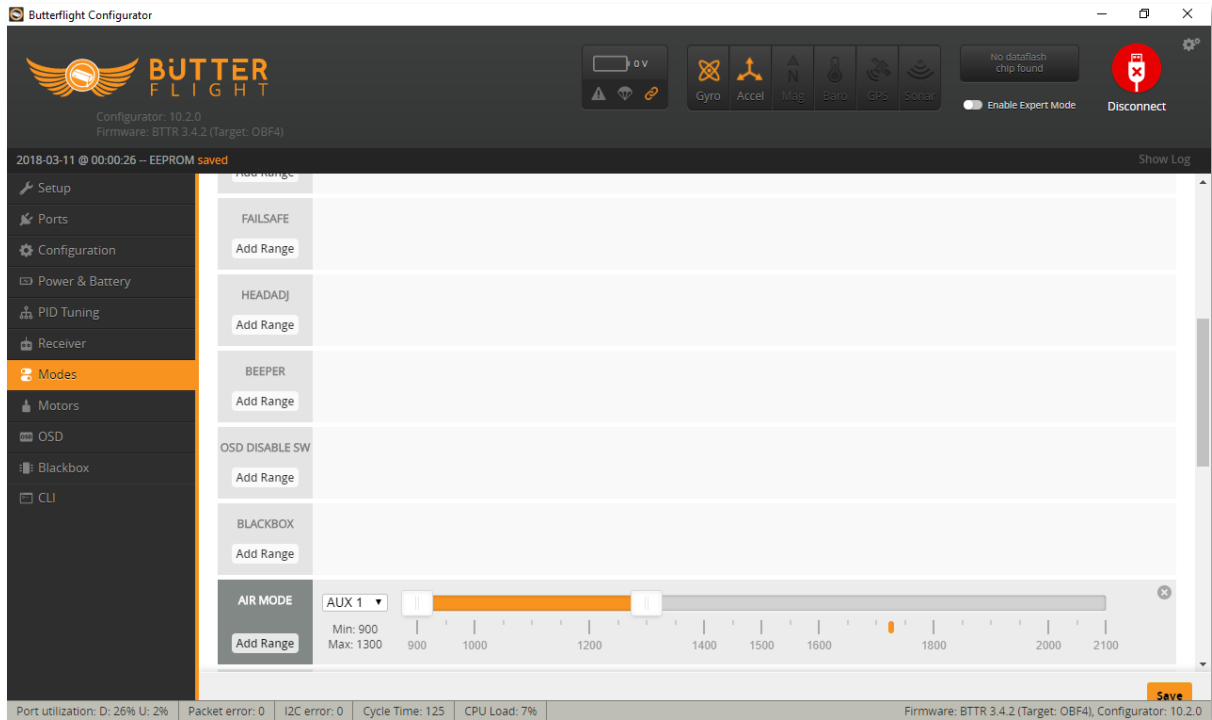 Butterflight Configurator
BUTTER
FLIGHT
Configurator: 10.2.0
Firmware: BTTR 3.4.2 (Target: OBF4)
0 V
Gyro
Accel
Mag
Baro
GPS
Sonar
No dataflash
chip found
Enable Expert Mode
Disconnect
2018-03-11 @ 00:00:26 -- EEPROM saved
Show Log
Setup
Ports
Configuration
Power & Battery
PID Tuning
Receiver
Modes
Motors
OSD
Blackbox
CLI
Add Range
FAILSAFE
Add Range
HEADADJ
Add Range
BEEPER
Add Range
OSD DISABLE SW
Add Range
BLACKBOX
Add Range
AIR MODE
Add Range
AUX 1
Min: 900
Max: 1300
900 1000 1200 1400 1500 1600 1800 2000 2100
Save
Port utilization: D: 26% U: 2%
Packet error: 0
I2C error: 0
Cycle Time: 125
CPU Load: 7%
Firmware: BTTR 3.4.2 (Target: OBF4), Configurator: 10.2.0